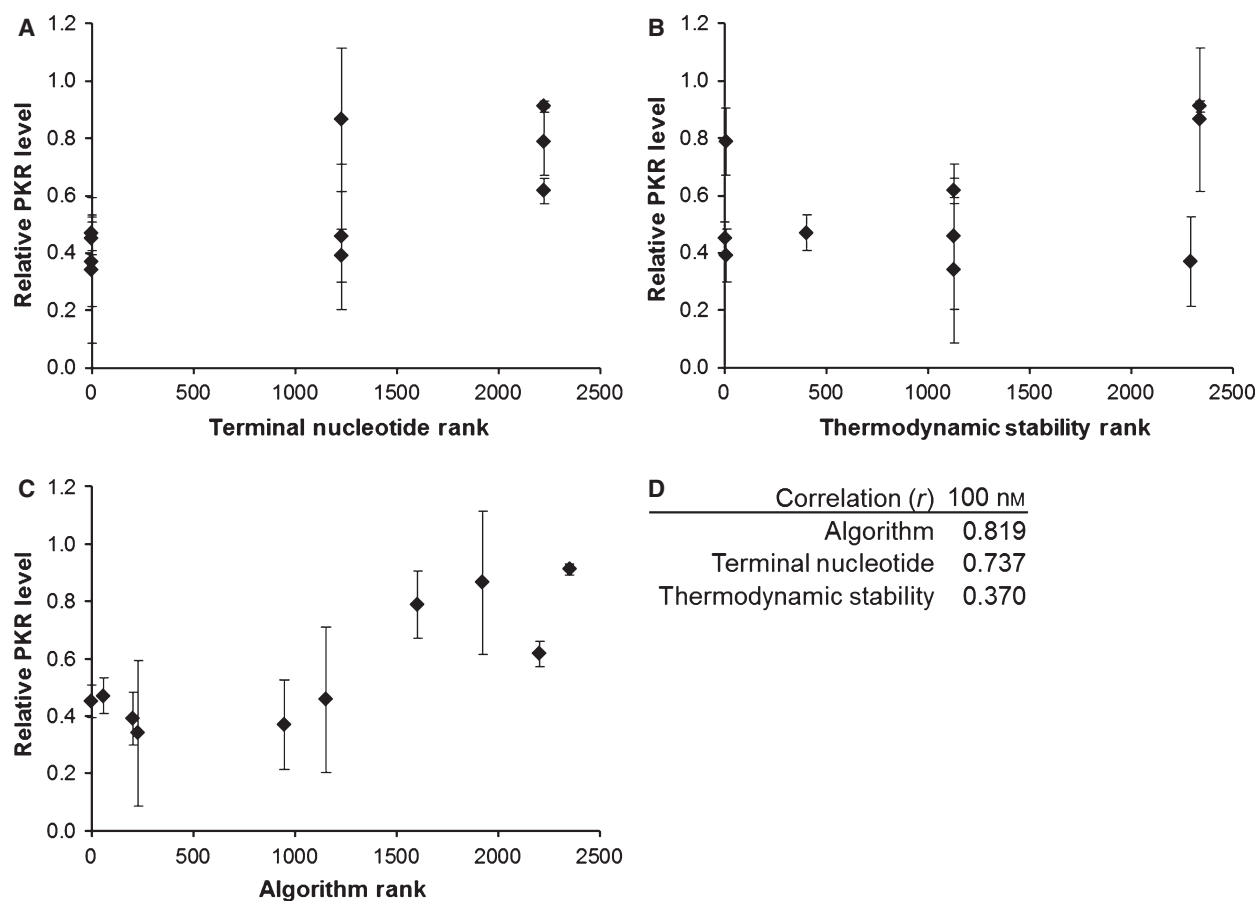 A
1.2
1.0
0.8
0.6
0.4
0.2
0.0
Relative PKR level
0 500 1000 1500 2000 2500
Terminal nucleotide rank
B
1.2
1.0
0.8
0.6
0.4
0.2
0.0
Relative PKR level
0 500 1000 1500 2000 2500
Thermodynamic stability rank
C
1.2
1.0
0.8
0.6
0.4
0.2
0.0
Relative PKR level
0 500 1000 1500 2000 2500
Algorithm rank
D
Correlation (r) 100 nM
Algorithm 0.819
Terminal nucleotide 0.737
Thermodynamic stability 0.370